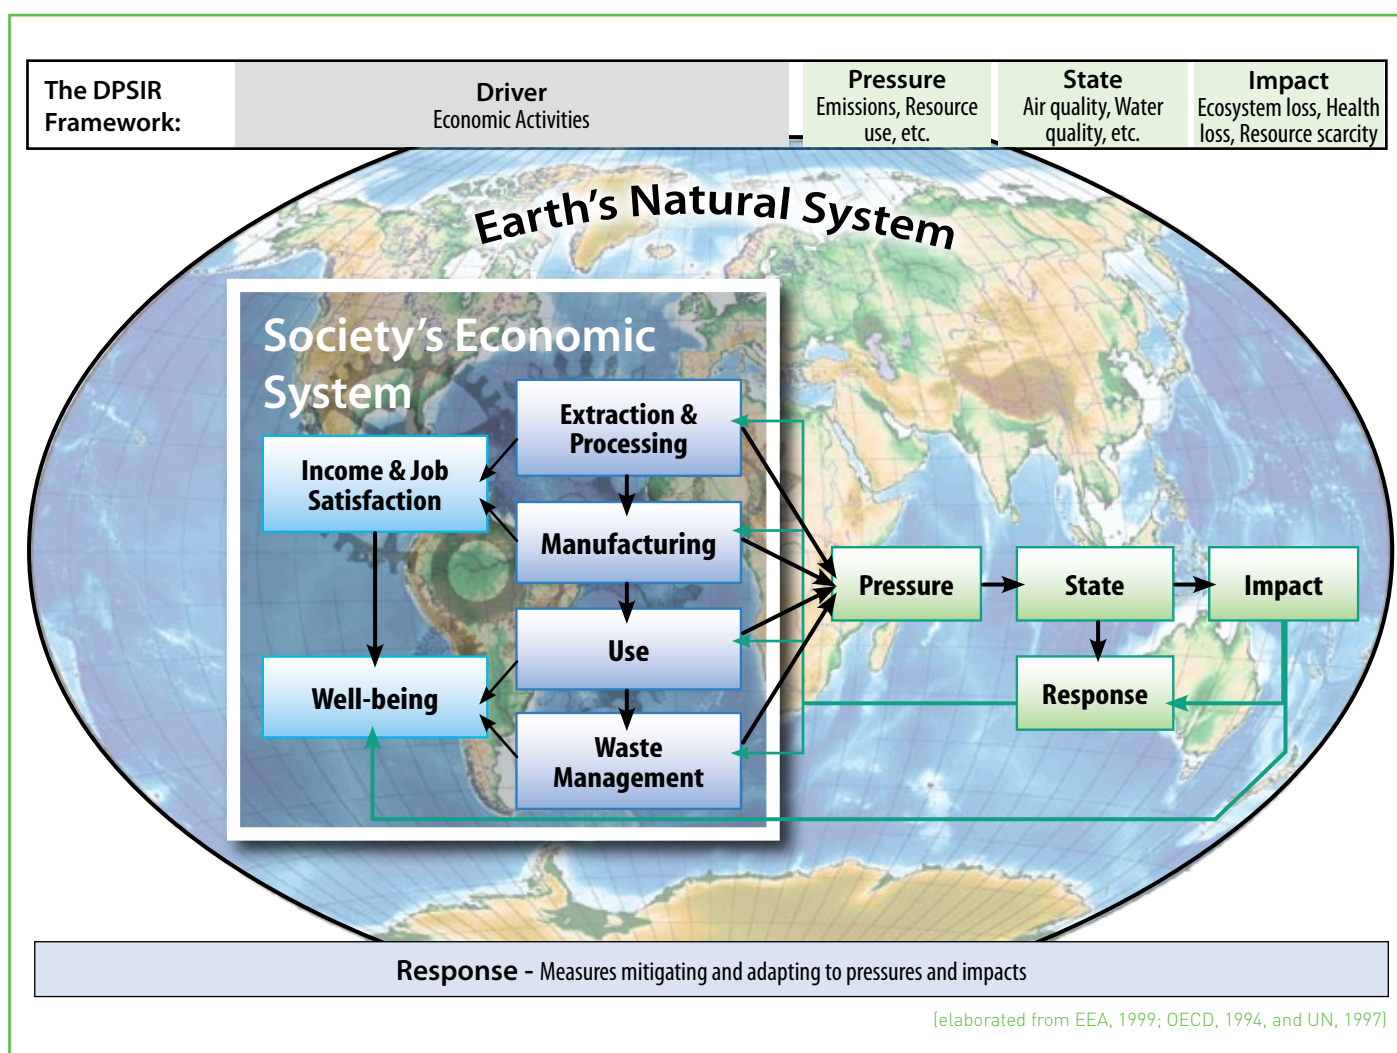 The DPSIR
Framework:
Driver
Economic Activities
Pressure
Emissions, Resource
use, etc.
State
Air quality, Water
quality, etc.
Impact
Ecosystem loss, Health
loss, Resource scarcity
Earth's Natural System
Society's Economic
System
Extraction &
Processing
Income & Job
Satisfaction
Manufacturing
Pressure
State
Impact
Use
Well-being
Response
Waste
Management
Response - Measures mitigating and adapting to pressures and impacts
(elaborated from EEA, 1999; OECD, 1994, and UN, 1997)